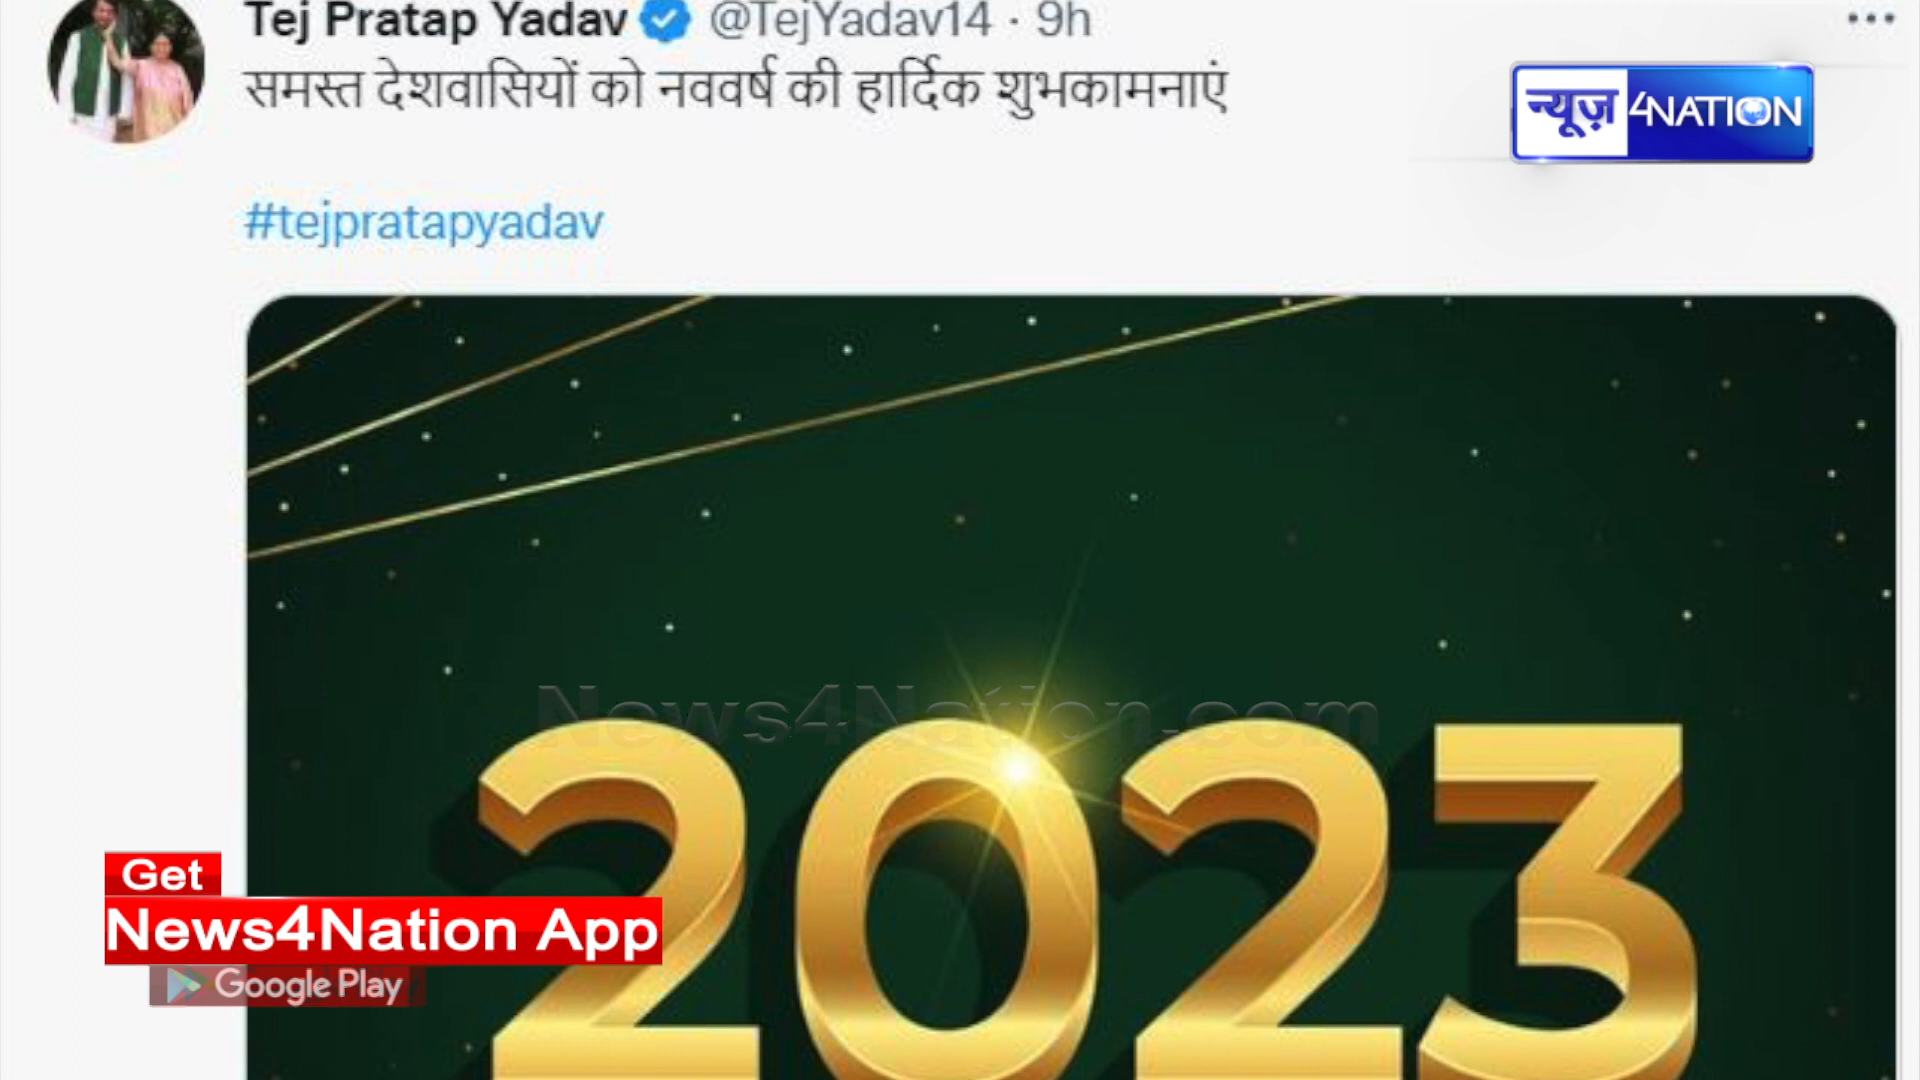 Tej Pratap Yadav @TejYadav14 · 9h
समस्त देशवासियों को नववर्ष की हार्दिक शुभकामनाएं
न्यूज़ 4NATION
#tejpratapyadav
News4Nation.com
2023
Get
News4Nation App
Google Play